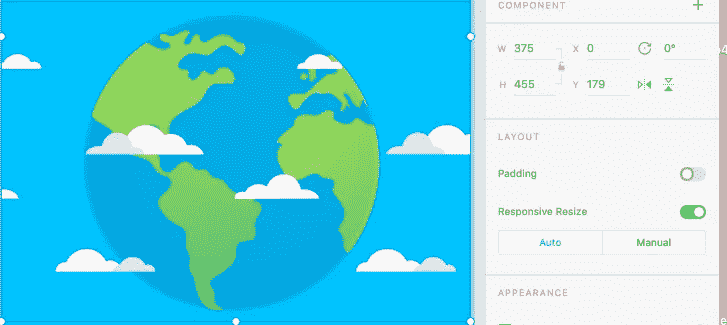 COMPONENT +
W 375 X 0 0°
H 455 Y 179
LAYOUT
Padding
Responsive Resize
Auto Manual
APPEARANCE